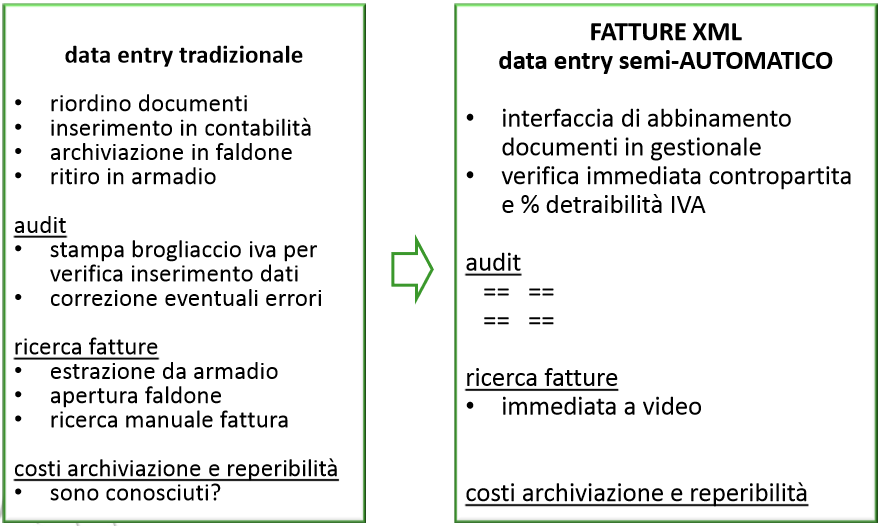 data entry tradizionale
• riordino documenti
• inserimento in contabilità
• archiviazione in faldone
• ritiro in armadio
audit
• stampa brogliaccio iva per
verifica inserimento dati
• correzione eventuali errori
ricerca fatture
• estrazione da armadio
• apertura faldone
• ricerca manuale fattura
costi archiviazione e reperibilità
• sono conosciuti?
FATTURE XML
data entry semi-AUTOMATICO
• interfaccia di abbinamento
documenti in gestionale
• verifica immediata contropartita
e % detraibilità IVA
audit
== ==
== ==
ricerca fatture
• immediata a video
costi archiviazione e reperibilità